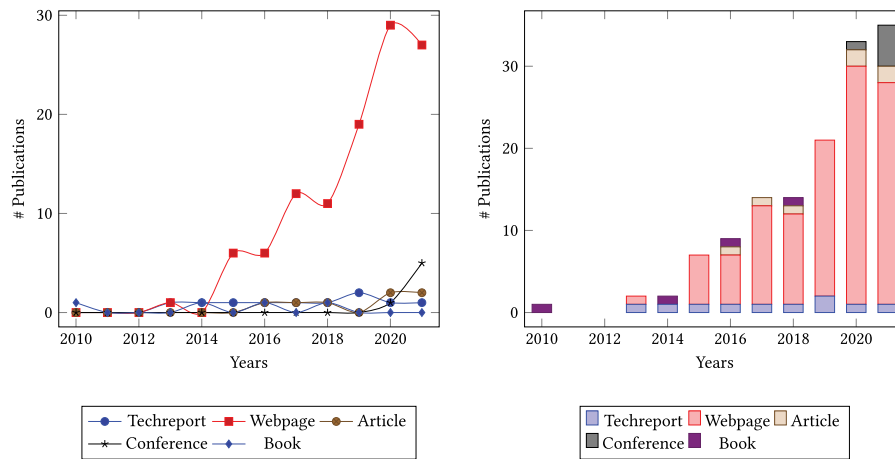 30
20
10
0
# Publications
2010 2012 2014 2016 2018 2020
Years
Techreport Webpage Article
Conference Book
30
20
10
0
# Publications
2010 2012 2014 2016 2018 2020
Years
Techreport Webpage Article
Conference Book